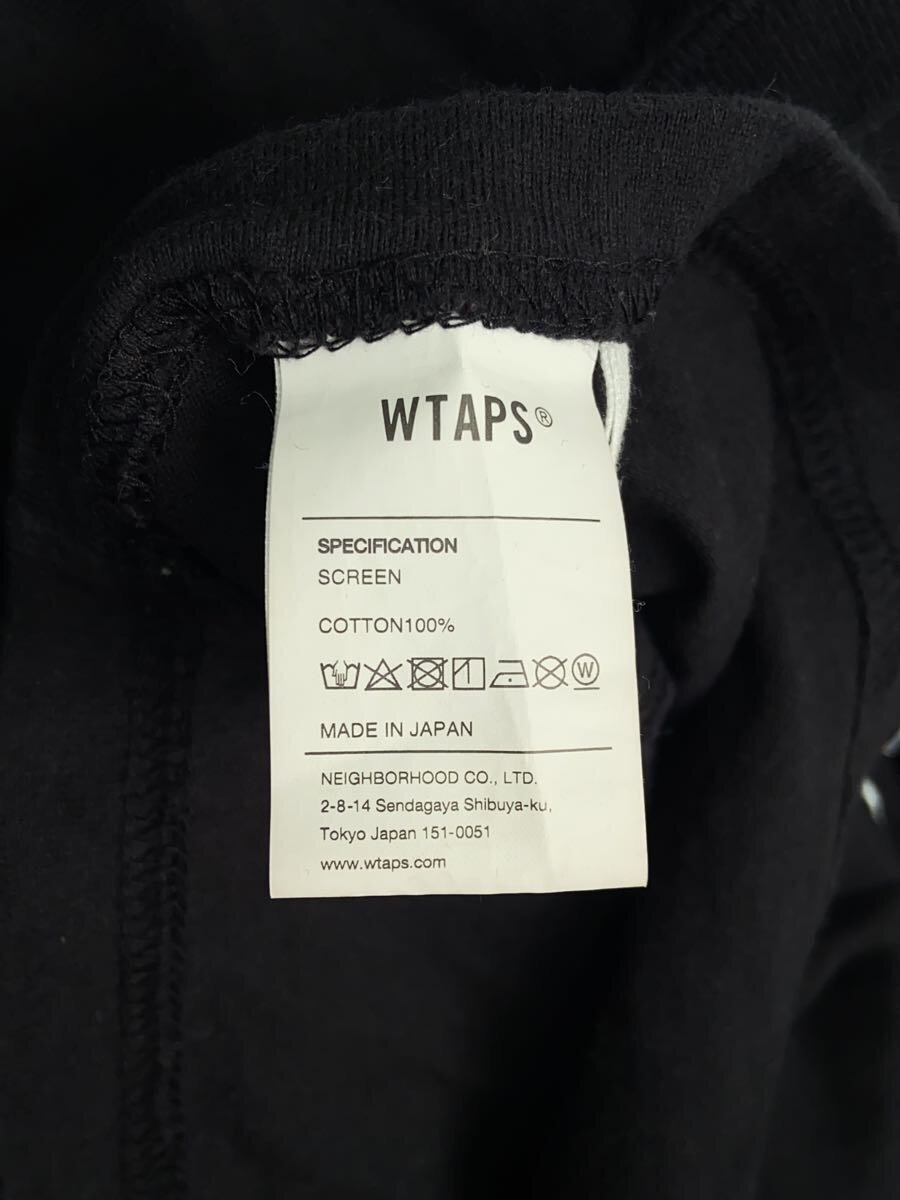 WTAPS®
SPECIFICATION
SCREEN
COTTON100%
W
MADE IN JAPAN
NEIGHBORHOOD CO., LTD.
2-8-14 Sendagaya Shibuya-ku,
Tokyo Japan 151-0051
www.wtaps.com